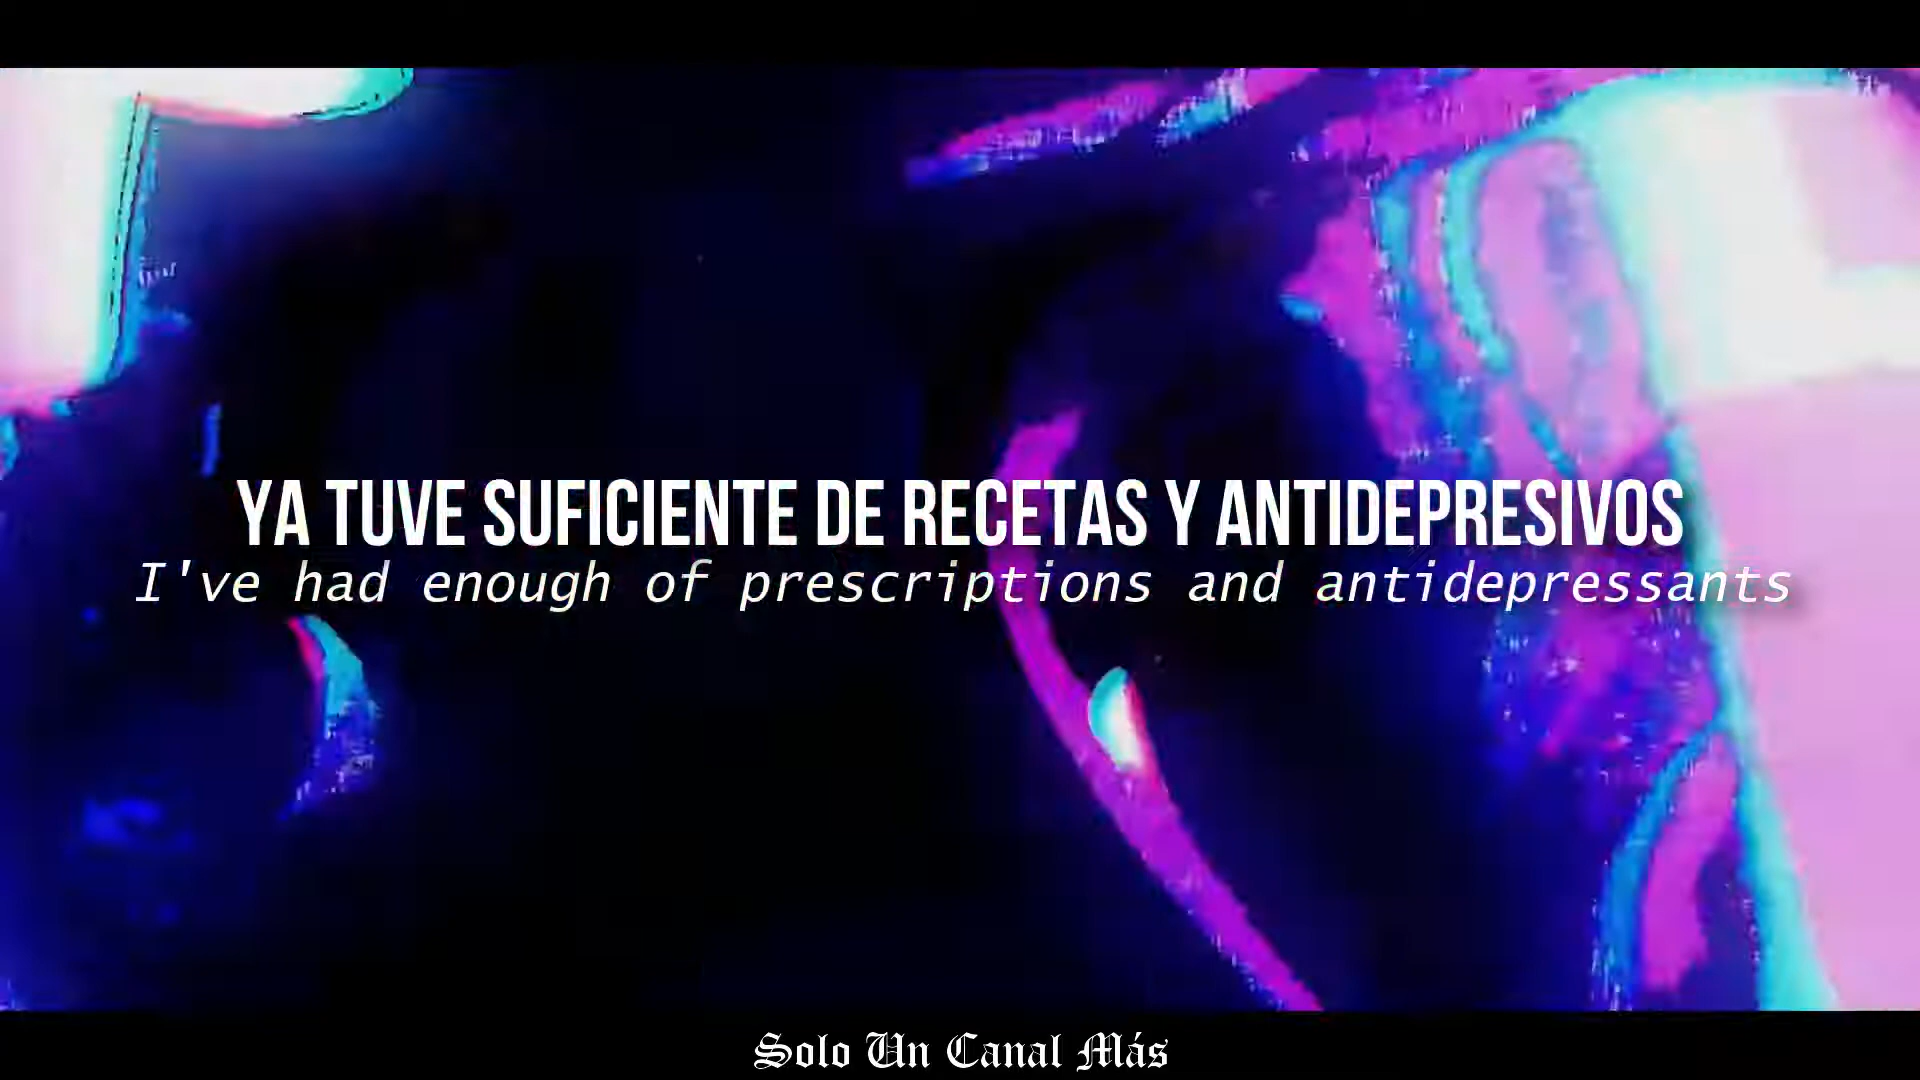 YA TUVE SUFICIENTE DE RECETAS Y ANTIDEPRESIVOS
I've had enough of prescriptions and antidepressants
Solo Un Canal Más